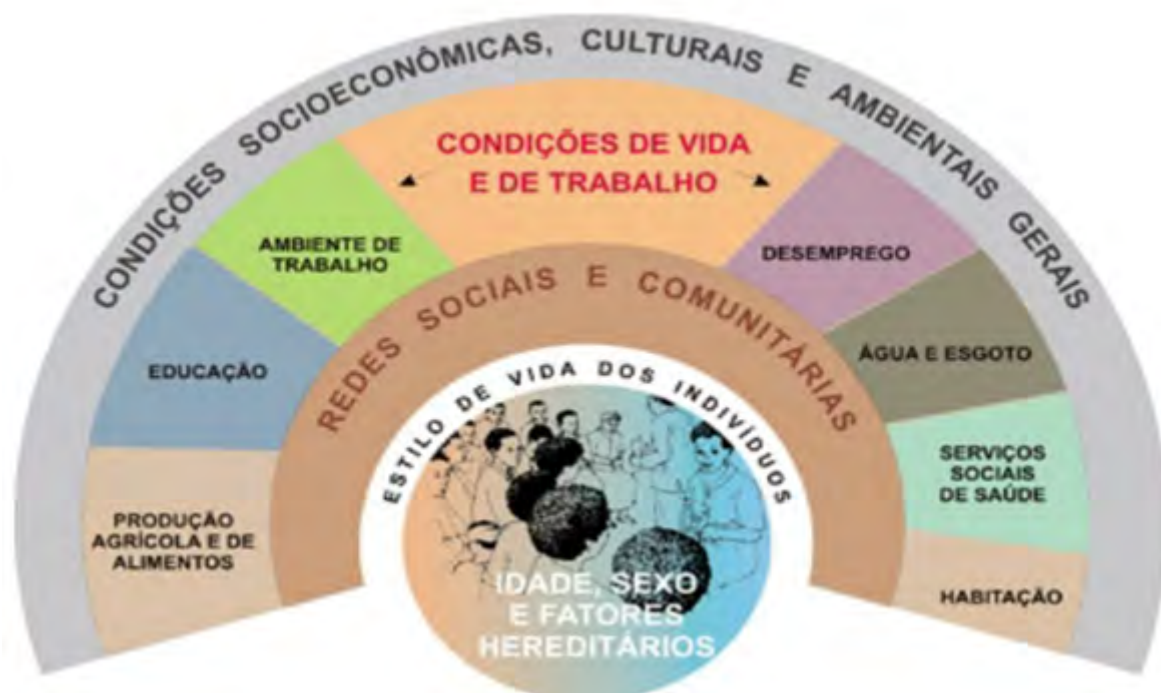 CONDIÇÕES SOCIOECONÔMICAS, CULTURAIS E AMBIENTAIS GERAIS
CONDIÇÕES DE VIDA
E DE TRABALHO
AMBIENTE DE
TRABALHO
DESEMPREGO
EDUCAÇÃO
ÁGUA E ESGOTO
PRODUÇÃO
AGRÍCOLA E DE
ALIMENTOS
SERVIÇOS
SOCIAIS
DE SAÚDE
HABITAÇÃO
REDES SOCIAIS E COMUNITÁRIAS
ESTILO DE VIDA DOS INDIVÍDUOS
IDADE, SEXO
E FATORES
HEREDITÁRIOS